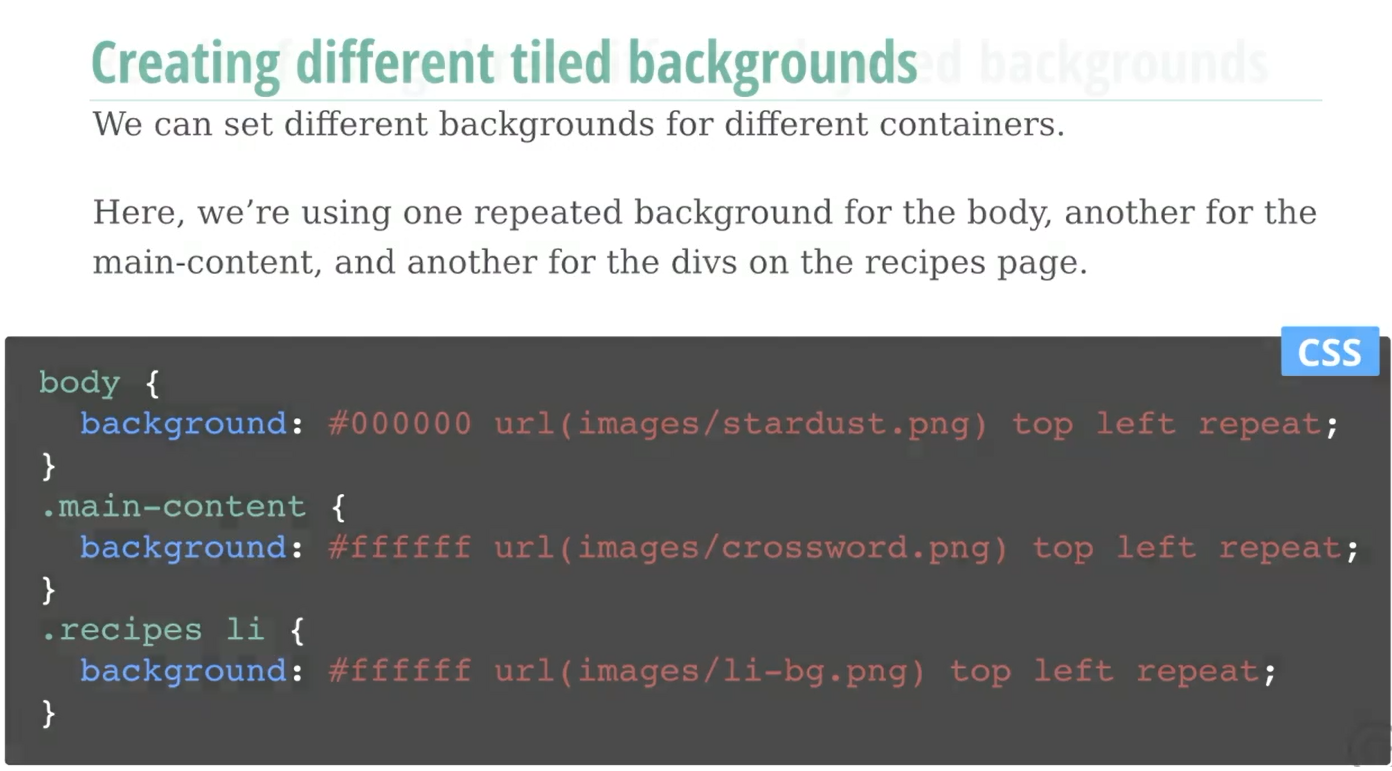 Creating different tiled backgrounds
We can set different backgrounds for different containers.
Here, we’re using one repeated background for the body, another for the
main-content, and another for the divs on the recipes page.
CSS
body {
  background: #000000 url(images/stardust.png) top left repeat;
}
.main-content {
  background: #ffffff url(images/crossword.png) top left repeat;
}
.recipes li {
  background: #ffffff url(images/li-bg.png) top left repeat;
}